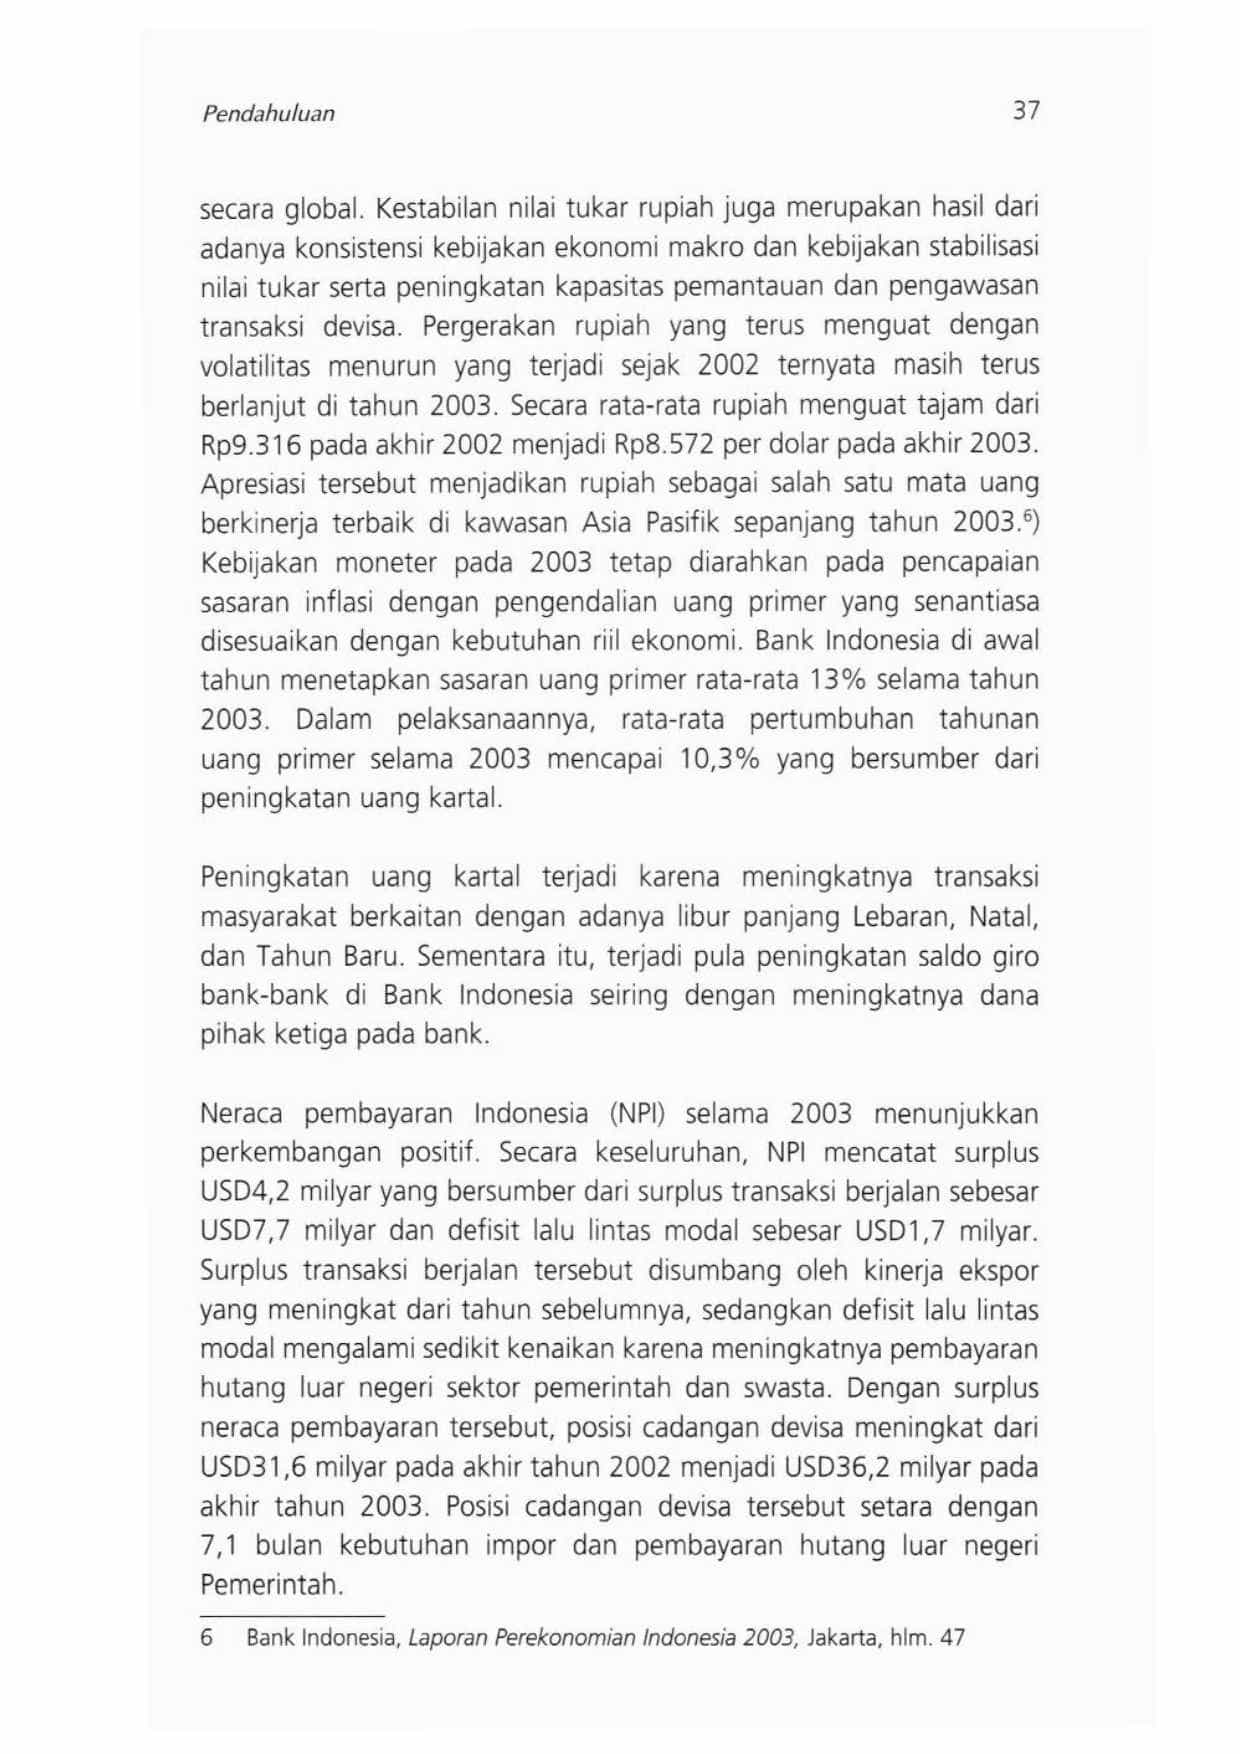 Pendahuluan 37
secara global. Kestabilan nilai tukar rupiah juga merupakan hasil dari
adanya konsistensi kebijakan ekonomi makro dan kebijakan stabilisasi
nilai tukar serta peningkatan kapasitas pemantauan dan pengawasan
transaksi devisa. Pergerakan rupiah yang terus menguat dengan
volatilitas menurun yang terjadi sejak 2002 ternyata masih terus
berlanjut di tahun 2003. Secara rata-rata rupiah menguat tajam dari
Rp9.316 pada akhir 2002 menjadi Rp8.572 per dolar pada akhir 2003.
Apresiasi tersebut menjadikan rupiah sebagai salah satu mata uang
berkinerja terbaik di kawasan Asia Pasifik sepanjang tahun 2003.⁶)
Kebijakan moneter pada 2003 tetap diarahkan pada pencapaian
sasaran inflasi dengan pengendalian uang primer yang senantiasa
disesuaikan dengan kebutuhan riil ekonomi. Bank Indonesia di awal
tahun menetapkan sasaran uang primer rata-rata 13% selama tahun
2003. Dalam pelaksanaannya, rata-rata pertumbuhan tahunan
uang primer selama 2003 mencapai 10,3% yang bersumber dari
peningkatan uang kartal.
Peningkatan uang kartal terjadi karena meningkatnya transaksi
masyarakat berkaitan dengan adanya libur panjang Lebaran, Natal,
dan Tahun Baru. Sementara itu, terjadi pula peningkatan saldo giro
bank-bank di Bank Indonesia seiring dengan meningkatnya dana
pihak ketiga pada bank.
Neraca pembayaran Indonesia (NPI) selama 2003 menunjukkan
perkembangan positif. Secara keseluruhan, NPI mencatat surplus
USD4,2 milyar yang bersumber dari surplus transaksi berjalan sebesar
USD7,7 milyar dan defisit lalu lintas modal sebesar USD1,7 milyar.
Surplus transaksi berjalan tersebut disumbang oleh kinerja ekspor
yang meningkat dari tahun sebelumnya, sedangkan defisit lalu lintas
modal mengalami sedikit kenaikan karena meningkatnya pembayaran
hutang luar negeri sektor pemerintah dan swasta. Dengan surplus
neraca pembayaran tersebut, posisi cadangan devisa meningkat dari
USD31,6 milyar pada akhir tahun 2002 menjadi USD36,2 milyar pada
akhir tahun 2003. Posisi cadangan devisa tersebut setara dengan
7,1 bulan kebutuhan impor dan pembayaran hutang luar negeri
Pemerintah.
6 Bank Indonesia, Laporan Perekonomian Indonesia 2003, Jakarta, hlm. 47